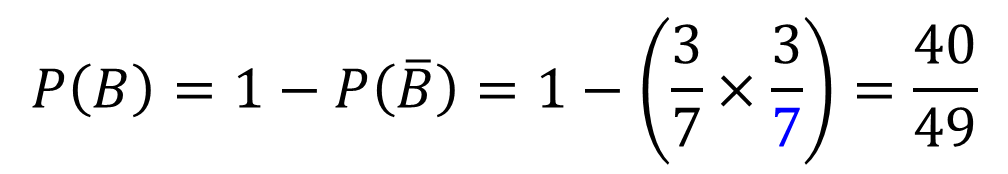 P(B) = 1 − P(B̅) = 1 − (3/7 × 3/7) = 40/49